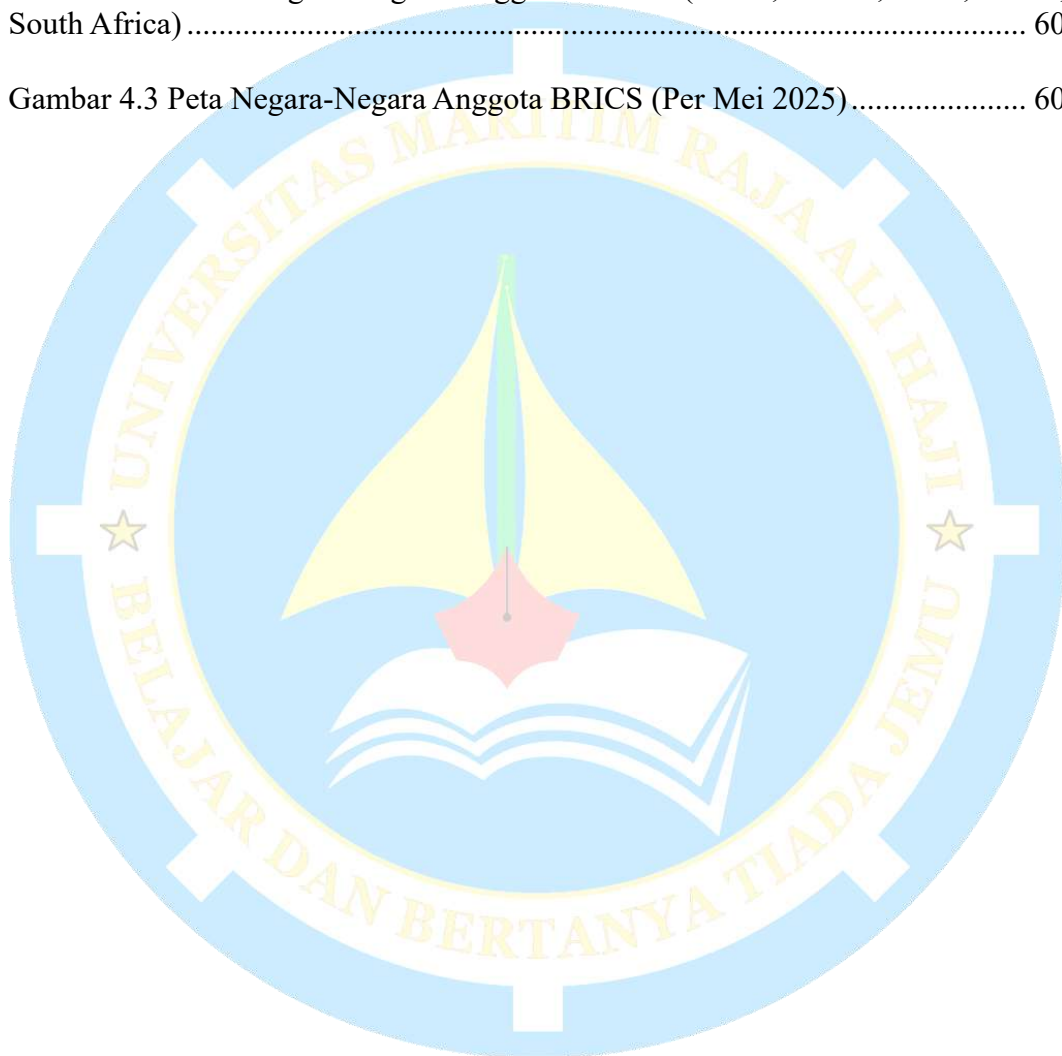 South Africa) .......................................................................................................... 60
Gambar 4.3 Peta Negara-Negara Anggota BRICS (Per Mei 2025) ...................... 60
UNIVERSITAS MARITIM RAJA ALI HAJI
BELAJAR DAN BERTANYA TIADA JEMU